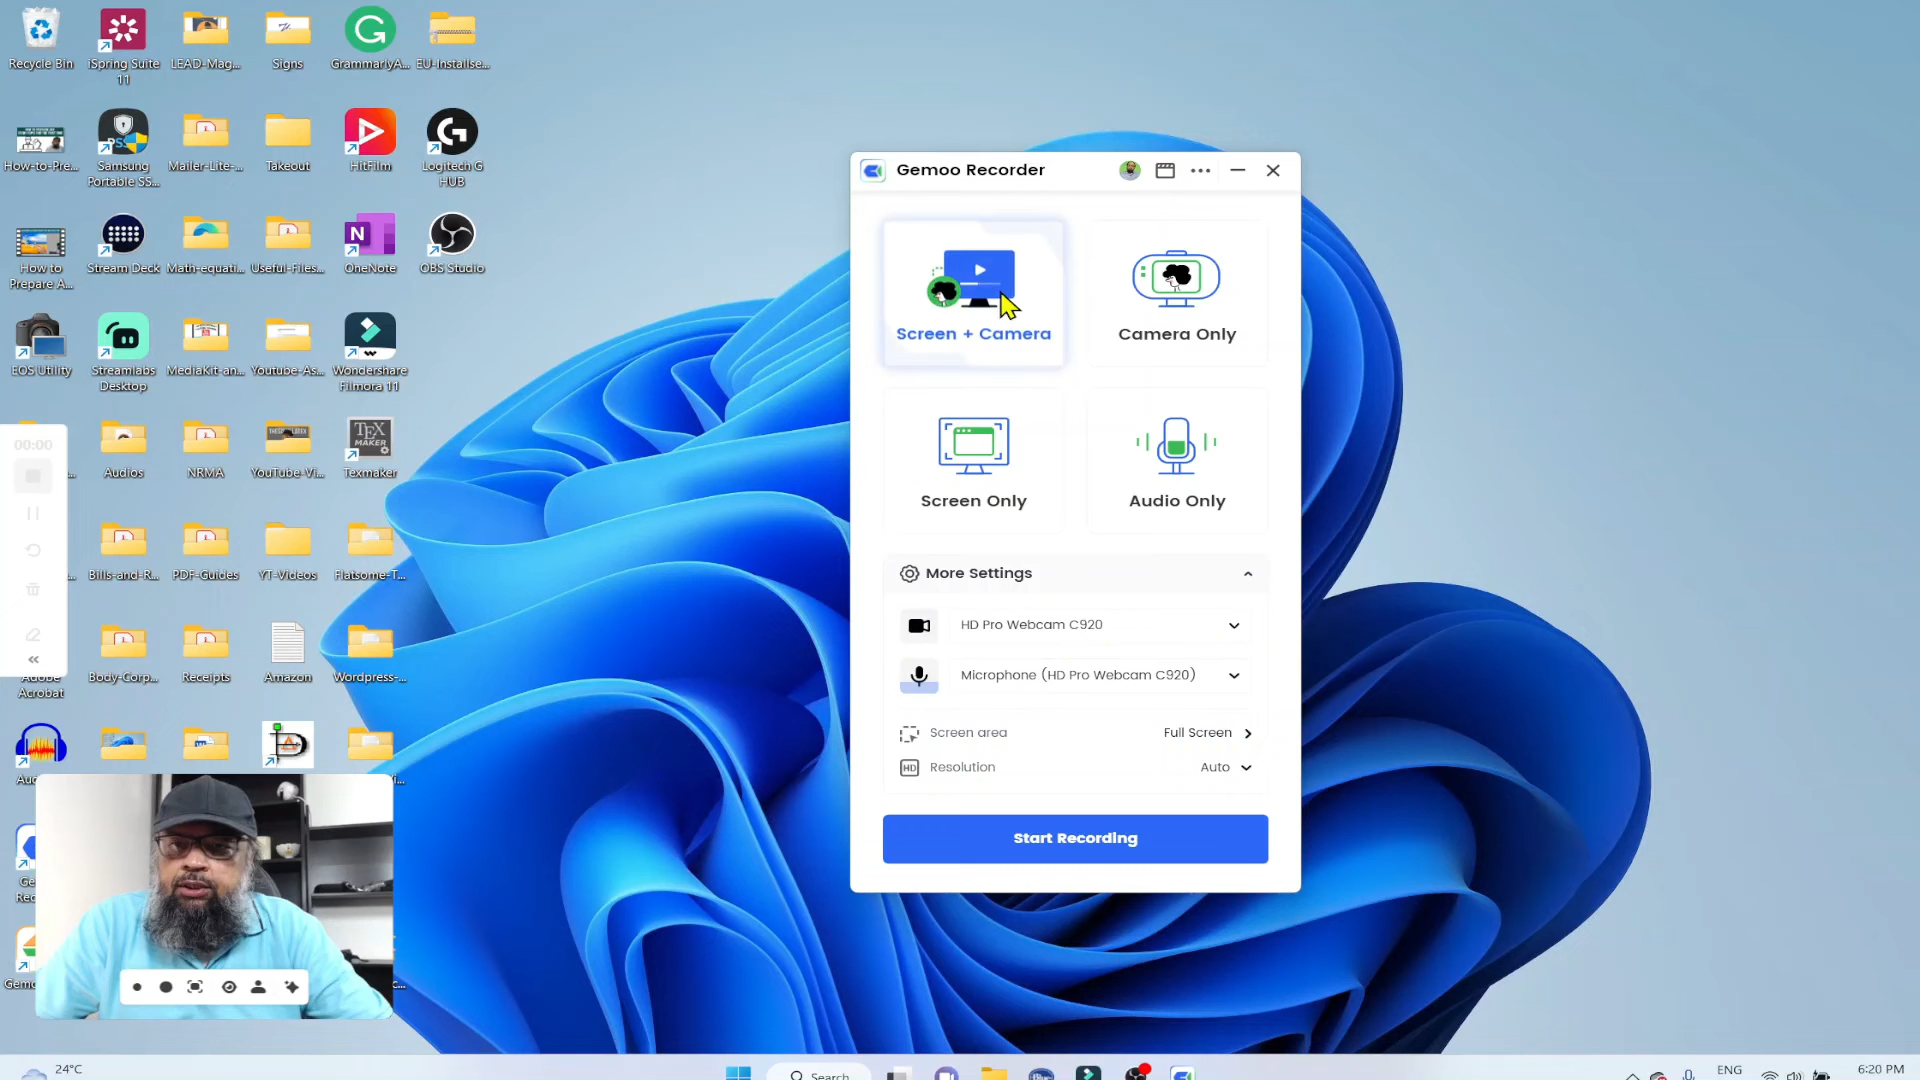 Recycle Bin
iSpring Suite
11
LEAD-Mag...
Signs
GrammarlyA...
EU-Installse...
How-to-Pre...
Samsung
Portable SS...
Mailer-Lite-...
Takeout
HitFilm
Logitech G
HUB
How to
Prepare A...
Stream Deck
Math-equati...
Useful-Files...
OneNote
OBS Studio
EOS Utility
Streamlabs
Desktop
MediaKit-an...
Youtube-As...
Wondershare
Filmora 11
00:00
Audios
NRMA
YouTube-Vi...
TEX
MAKER
Texmaker
Bills-and-R...
PDF-Guides
YT-Videos
Flatsome-T...
Adobe
Acrobat
Body-Corp...
Receipts
Amazon
Wordpress-...
Gemoo Recorder
Screen + Camera
Camera Only
Screen Only
Audio Only
More Settings
HD Pro Webcam C920
Microphone (HD Pro Webcam C920)
Screen area
Full Screen
HD
Resolution
Auto
Start Recording
24°C
Search
ENG
6:20 PM